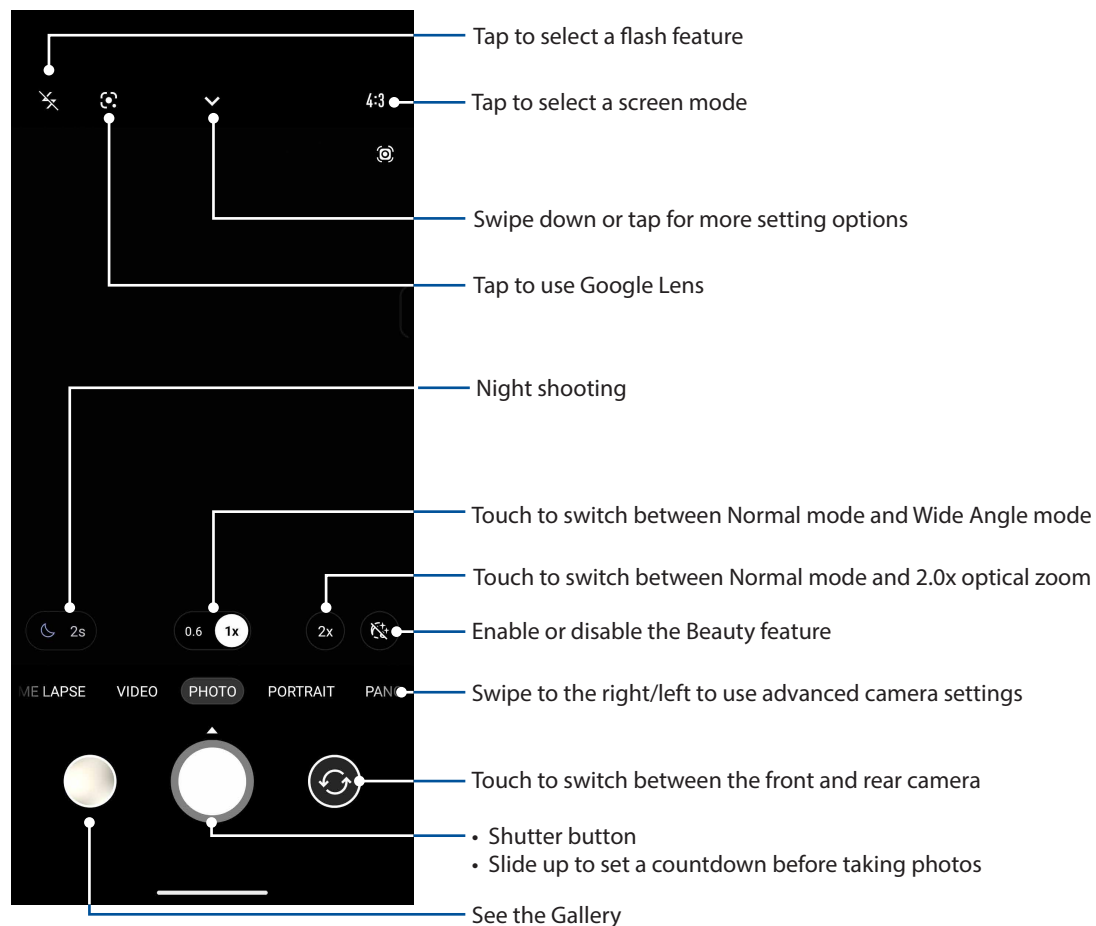 Tap to select a flash feature
4:3
Tap to select a screen mode
Swipe down or tap for more setting options
Tap to use Google Lens
Night shooting
Touch to switch between Normal mode and Wide Angle mode
Touch to switch between Normal mode and 2.0x optical zoom
2s 0.6 1x 2x
Enable or disable the Beauty feature
ME LAPSE VIDEO PHOTO PORTRAIT PAN
Swipe to the right/left to use advanced camera settings
Touch to switch between the front and rear camera
• Shutter button
• Slide up to set a countdown before taking photos
See the Gallery